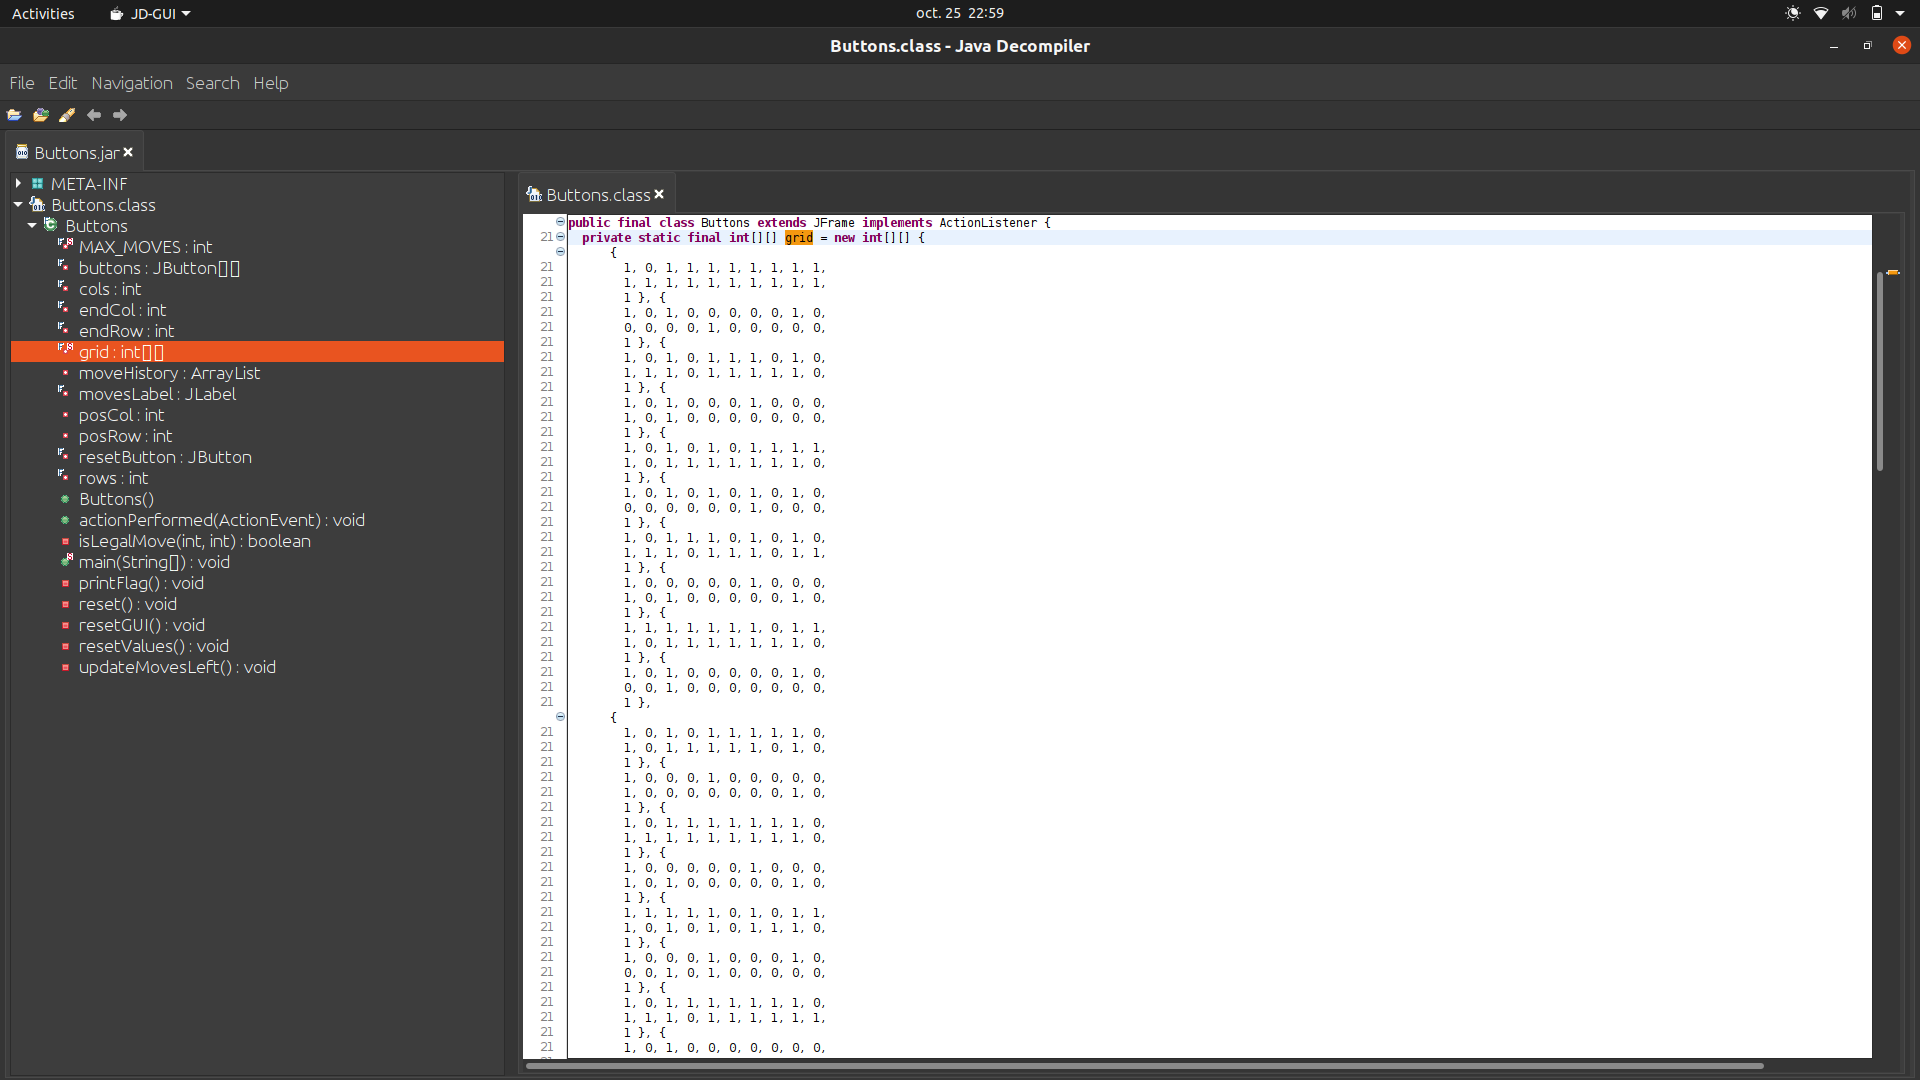 Activities JD-GUI oct. 25 22:59
Buttons.class - Java Decompiler
File Edit Navigation Search Help
Buttons.jar
META-INF
Buttons.class
Buttons
MAX_MOVES : int
buttons : JButton[][]
cols : int
endCol : int
endRow : int
grid : int[][]
moveHistory : ArrayList
movesLabel : JLabel
posCol : int
posRow : int
resetButton : JButton
rows : int
Buttons()
actionPerformed(ActionEvent) : void
isLegalMove(int, int) : boolean
main(String[]) : void
printFlag() : void
reset() : void
resetGUI() : void
resetValues() : void
updateMovesLeft() : void
Buttons.class
public final class Buttons extends JFrame implements ActionListener {
21 private static final int[][] grid = new int[][] {
{
21 1, 0, 1, 1, 1, 1, 1, 1, 1, 1,
21 1, 1, 1, 1, 1, 1, 1, 1, 1, 1,
21 1 }, {
21 1, 0, 1, 0, 0, 0, 0, 0, 1, 0,
21 0, 0, 0, 0, 1, 0, 0, 0, 0, 0,
21 1 }, {
21 1, 0, 1, 0, 1, 1, 1, 0, 1, 0,
21 1, 1, 1, 0, 1, 1, 1, 1, 1, 0,
21 1 }, {
21 1, 0, 1, 0, 0, 0, 1, 0, 0, 0,
21 1, 0, 1, 0, 0, 0, 0, 0, 0, 0,
21 1 }, {
21 1, 0, 1, 0, 1, 0, 1, 1, 1, 1,
21 1, 0, 1, 1, 1, 1, 1, 1, 1, 0,
21 1 }, {
21 1, 0, 1, 0, 1, 0, 1, 0, 1, 0,
21 0, 0, 0, 0, 0, 0, 1, 0, 0, 0,
21 1 }, {
21 1, 0, 1, 1, 1, 0, 1, 0, 1, 0,
21 1, 1, 1, 0, 1, 1, 1, 0, 1, 1,
21 1 }, {
21 1, 0, 0, 0, 0, 0, 1, 0, 0, 0,
21 1, 0, 1, 0, 0, 0, 0, 0, 1, 0,
21 1 }, {
21 1, 1, 1, 1, 1, 1, 1, 0, 1, 1,
21 1, 0, 1, 1, 1, 1, 1, 1, 1, 0,
21 1 }, {
21 1, 0, 1, 0, 0, 0, 0, 0, 1, 0,
21 0, 0, 1, 0, 0, 0, 0, 0, 0, 0,
21 1 },
{
21 1, 0, 1, 0, 1, 1, 1, 1, 1, 0,
21 1, 0, 1, 1, 1, 1, 1, 0, 1, 0,
21 1 }, {
21 1, 0, 0, 0, 1, 0, 0, 0, 0, 0,
21 1, 0, 0, 0, 0, 0, 0, 0, 1, 0,
21 1 }, {
21 1, 0, 1, 1, 1, 1, 1, 1, 1, 0,
21 1, 1, 1, 1, 1, 1, 1, 1, 1, 0,
21 1 }, {
21 1, 0, 0, 0, 0, 0, 1, 0, 0, 0,
21 1, 0, 1, 0, 0, 0, 0, 0, 1, 0,
21 1 }, {
21 1, 1, 1, 1, 1, 0, 1, 0, 1, 1,
21 1, 0, 1, 0, 1, 0, 1, 1, 1, 0,
21 1 }, {
21 1, 0, 0, 0, 1, 0, 0, 0, 1, 0,
21 0, 0, 1, 0, 1, 0, 0, 0, 0, 0,
21 1 }, {
21 1, 0, 1, 1, 1, 1, 1, 1, 1, 0,
21 1, 1, 1, 0, 1, 1, 1, 1, 1, 1,
21 1 }, {
21 1, 0, 1, 0, 0, 0, 0, 0, 0, 0,